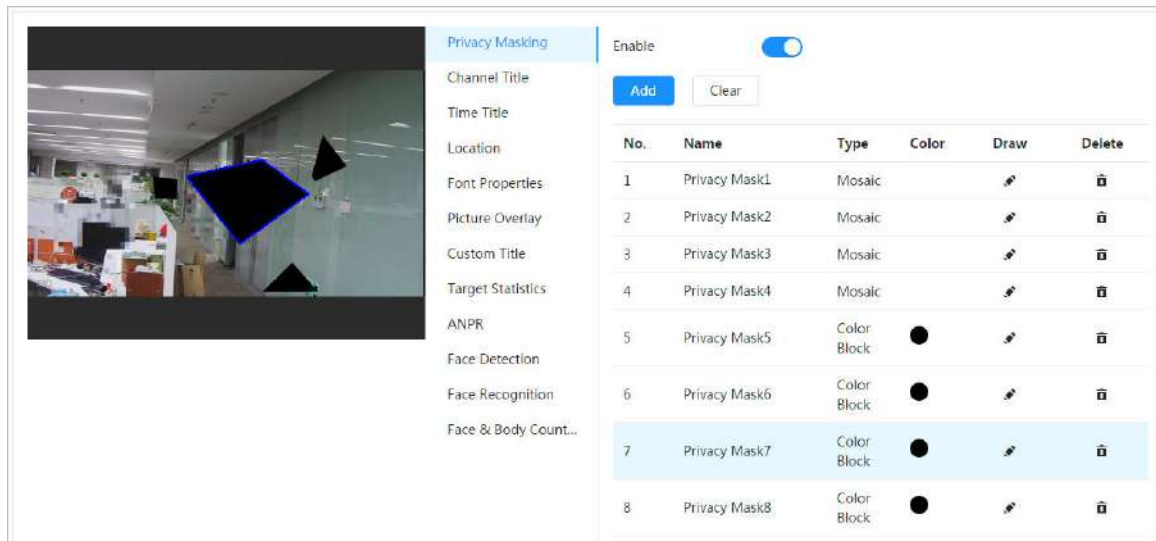 Privacy Masking
Channel Title
Time Title
Location
Font Properties
Picture Overlay
Custom Title
Target Statistics
ANPR
Face Detection
Face Recognition
Face & Body Count...
Enable
Add Clear
No. Name Type Color Draw Delete
1 Privacy Mask1 Mosaic
2 Privacy Mask2 Mosaic
3 Privacy Mask3 Mosaic
4 Privacy Mask4 Mosaic
5 Privacy Mask5 Color
Block
6 Privacy Mask6 Color
Block
7 Privacy Mask7 Color
Block
8 Privacy Mask8 Color
Block